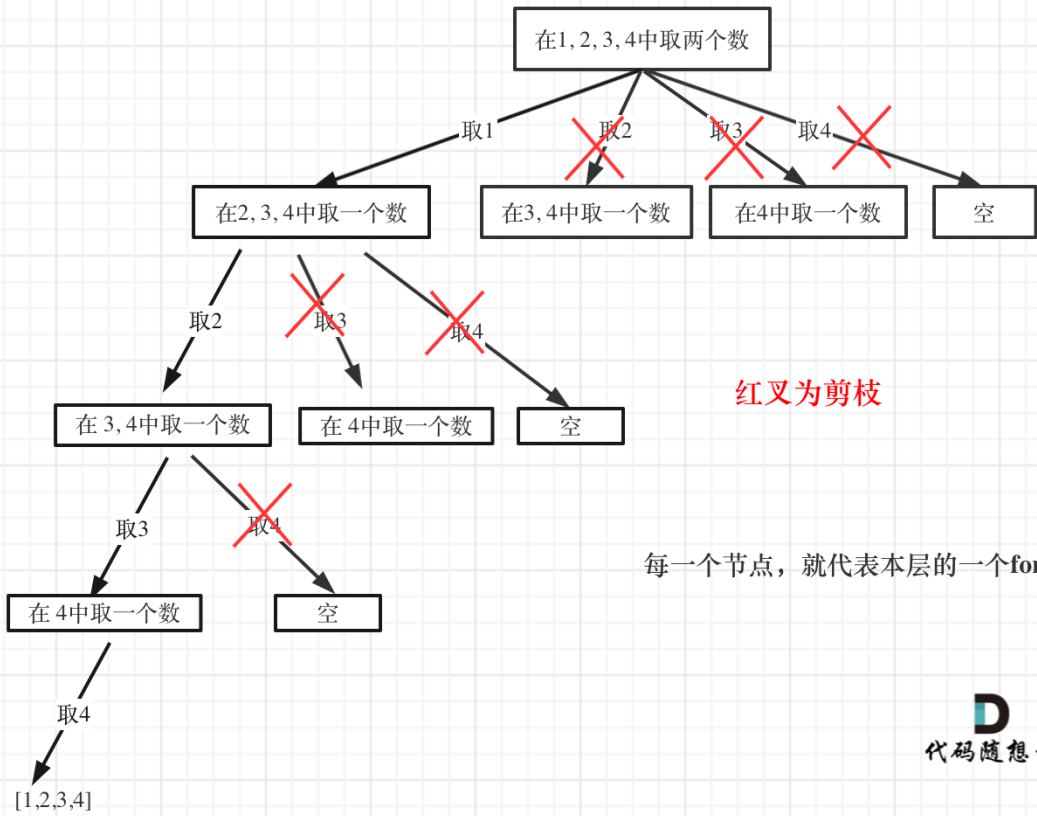 在1, 2, 3, 4中取两个数
取1
取2
取3
取4
在2, 3, 4中取一个数
在3, 4中取一个数
在4中取一个数
空
取2
取3
取4
红叉为剪枝
在 3, 4中取一个数
在 4中取一个数
空
取3
取4
每一个节点，就代表本层的一个for
在 4中取一个数
空
取4
代码随想
[1,2,3,4]